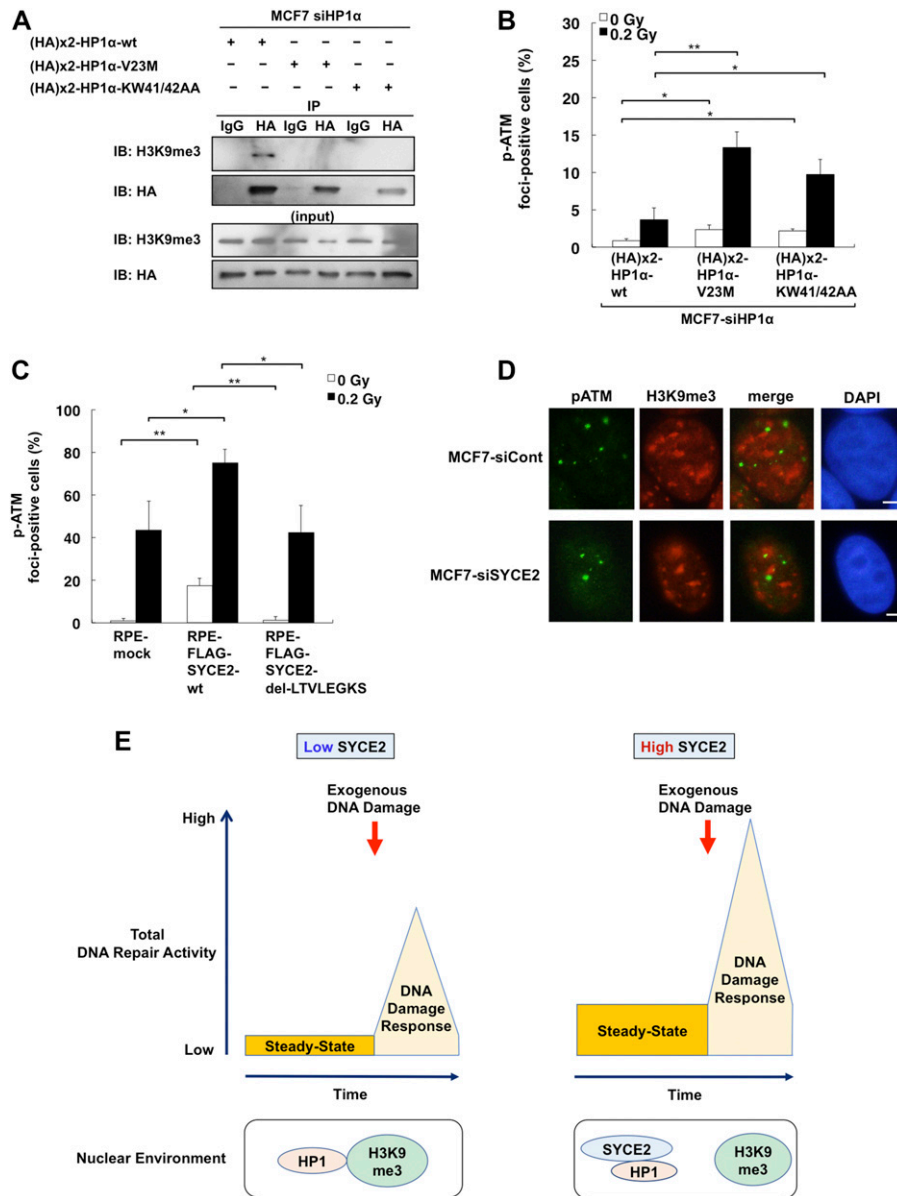 A
MCF7 siHP1α
(HA)x2-HP1α-wt + + – – – –
(HA)x2-HP1α-V23M – – + + – –
(HA)x2-HP1α-KW41/42AA – – – – + +
IP
IgG HA IgG HA IgG HA
IB: H3K9me3
IB: HA
(input)
IB: H3K9me3
IB: HA
B
0 Gy
0.2 Gy
**
*
*
*
p-ATM
foci-positive cells (%)
30
25
20
15
10
5
0
(HA)x2-
HP1α-
wt
(HA)x2-
HP1α-
V23M
(HA)x2-
HP1α-
KW41/42AA
MCF7-siHP1α
C
0 Gy
0.2 Gy
*
**
*
**
p-ATM
foci-positive cells (%)
100
80
60
40
20
0
RPE-
mock
RPE-
FLAG-
SYCE2-
wt
RPE-
FLAG-
SYCE2-
del-LTVLEGKS
D
pATM H3K9me3 merge DAPI
MCF7-siCont
MCF7-siSYCE2
E
Low SYCE2
Exogenous
DNA Damage
High
Total
DNA Repair Activity
Low
Steady-State
DNA
Damage
Response
Time
High SYCE2
Exogenous
DNA Damage
Steady-State
DNA
Damage
Response
Time
Nuclear Environment
HP1
H3K9
me3
SYCE2
HP1
H3K9
me3